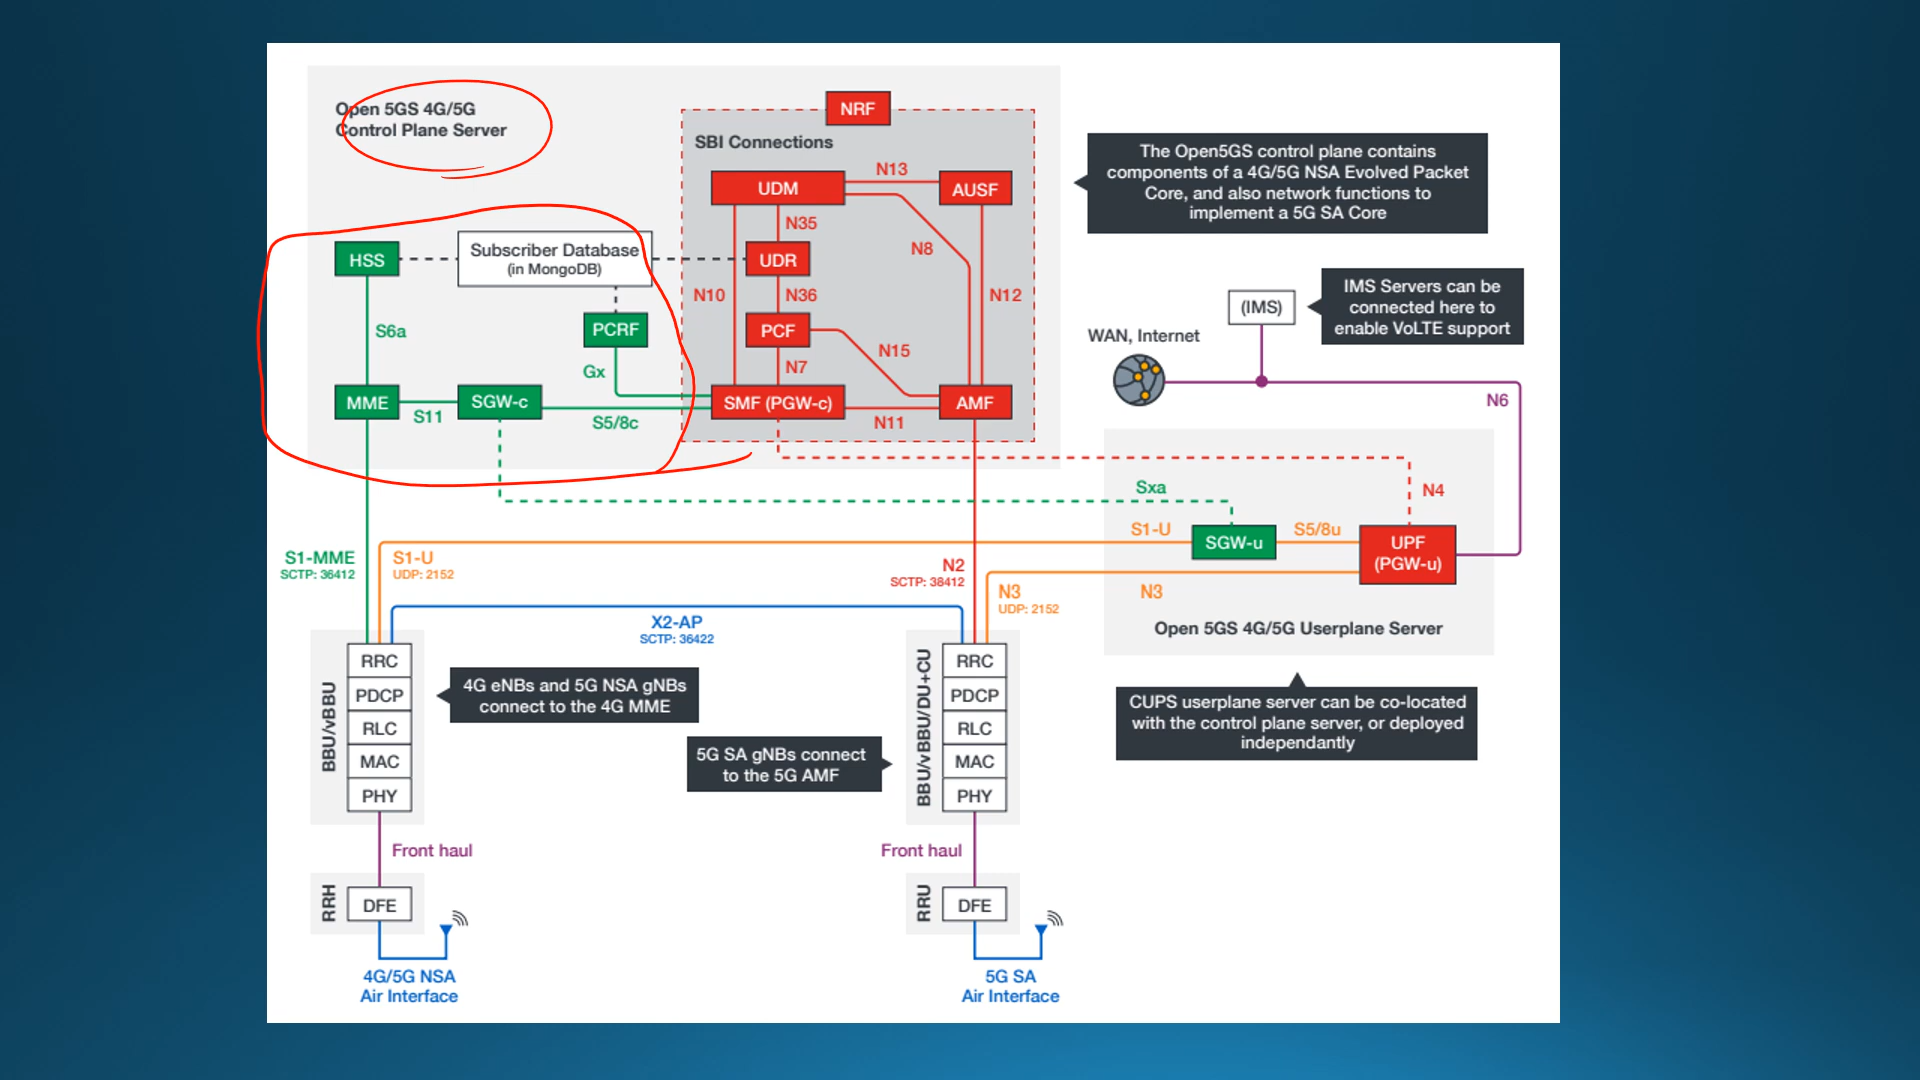 Open 5GS 4G/5G
Control Plane Server
NRF
SBI Connections
UDM
N13
AUSF
N35
N8
HSS
Subscriber Database
(in MongoDB)
UDR
N10
N36
N12
S6a
PCRF
PCF
N15
Gx
N7
MME
S11
SGW-c
S5/8c
SMF (PGW-c)
N11
AMF
The Open5GS control plane contains
components of a 4G/5G NSA Evolved Packet
Core, and also network functions to
implement a 5G SA Core
(IMS)
IMS Servers can be
connected here to
enable VoLTE support
WAN, Internet
N6
Sxa
N4
S1-U
SGW-u
S5/8u
UPF
(PGW-u)
S1-MME
SCTP: 36412
S1-U
UDP: 2152
N2
SCTP: 38412
N3
UDP: 2152
N3
Open 5GS 4G/5G Userplane Server
X2-AP
SCTP: 36422
BBU/vBBU
RRC
PDCP
RLC
MAC
PHY
4G eNBs and 5G NSA gNBs
connect to the 4G MME
5G SA gNBs connect
to the 5G AMF
BBU/vBBU/DU+CU
RRC
PDCP
RLC
MAC
PHY
CUPS userplane server can be co-located
with the control plane server, or deployed
independantly
Front haul
Front haul
RRH
DFE
RRU
DFE
4G/5G NSA
Air Interface
5G SA
Air Interface